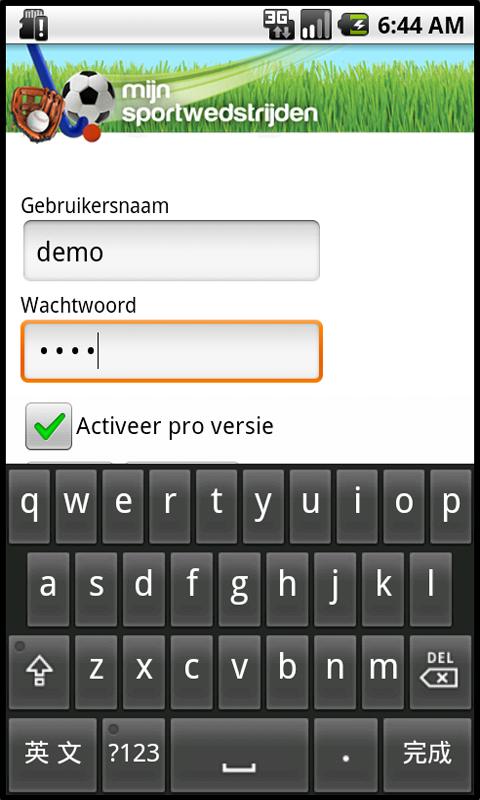 3G 6:44 AM
mijn
sportwedstrijden
Gebruikersnaam
demo
Wachtwoord
••••
Activeer pro versie
q w e r t y u i o p
a s d f g h j k l
z x c v b n m DEL
英文 ?123 . 完成